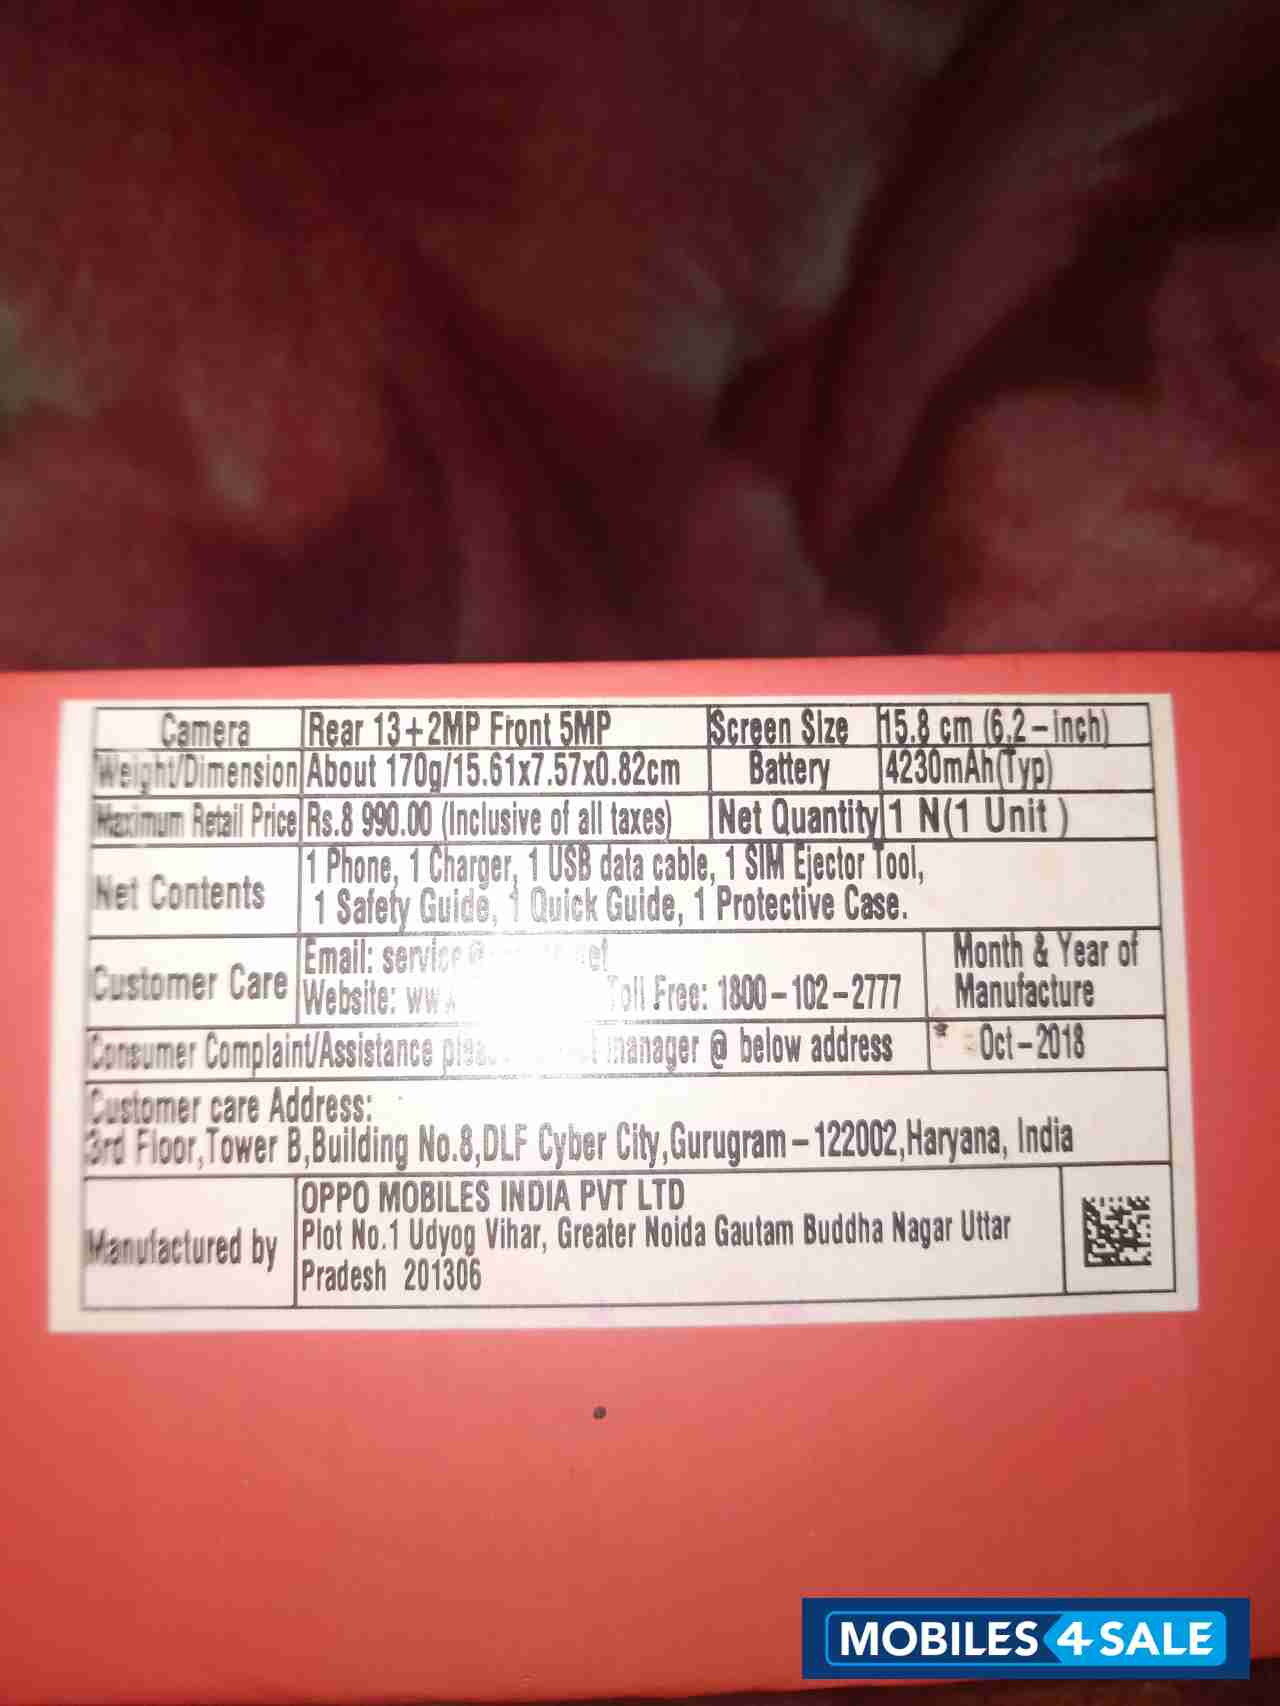 Camera Rear 13+2MP Front 5MP Screen Size 15.8 cm (6.2-inch)
Weight/Dimension About 170g/15.61x7.57x0.82cm Battery 4230mAh(Typ)
Maximum Retail Price Rs.8 990.00 (Inclusive of all taxes) Net Quantity 1 N(1 Unit )
Net Contents 1 Phone, 1 Charger, 1 USB data cable, 1 SIM Ejector Tool,
1 Safety Guide, 1 Quick Guide, 1 Protective Case.
Customer Care Email:
Website: Toll Free: 1800-102-2777
Month & Year of
Manufacture
Consumer Complaint/Assistance manager @ below address
Oct-2018
Customer care Address:
3rd Floor,Tower B,Building No.8,DLF Cyber City,Gurugram-122002,Haryana, India
Manufactured by OPPO MOBILES INDIA PVT LTD
Plot No.1 Udyog Vihar, Greater Noida Gautam Buddha Nagar Uttar
Pradesh 201306
MOBILES 4 SALE